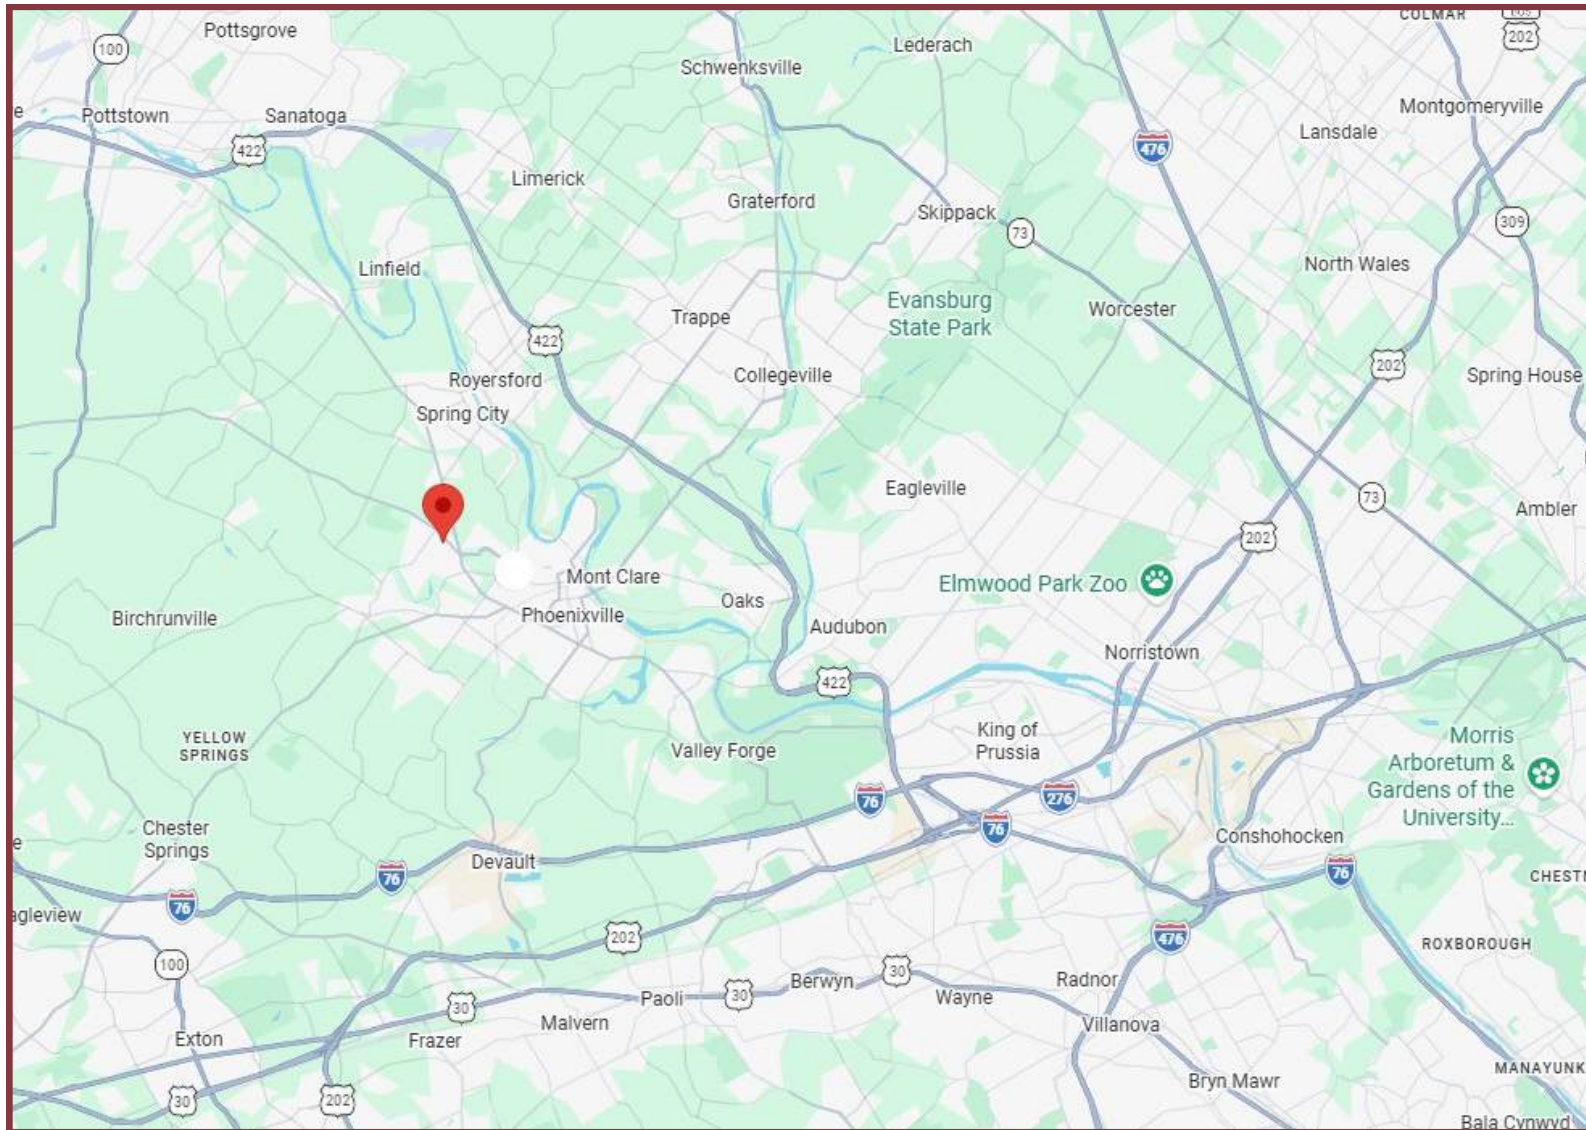 COLMAR
202
Pottsgrove
100
Lederach
Schwenksville
Montgomeryville
Pottstown
Sanatoga
Lansdale
422
476
Limerick
Graterford
Skippack
73
309
Linfield
North Wales
Evansburg
State Park
Trappe
Worcester
422
202
Royersford
Collegeville
Spring House
Spring City
Eagleville
73
Ambler
202
Mont Clare
Elmwood Park Zoo
Oaks
Birchrunville
Phoenixville
Audubon
Norristown
422
YELLOW
SPRINGS
King of
Prussia
Valley Forge
Morris
Arboretum &
Gardens of the
University...
76
276
76
Chester
Springs
Conshohocken
Devault
76
76
76
CHESTN
agleview
202
476
ROXBOROUGH
100
30
Berwyn
Radnor
30
Paoli
30
Wayne
Malvern
Villanova
Exton
Frazer
MANAYUNK
Bryn Mawr
30
202
Bala Cynwyd